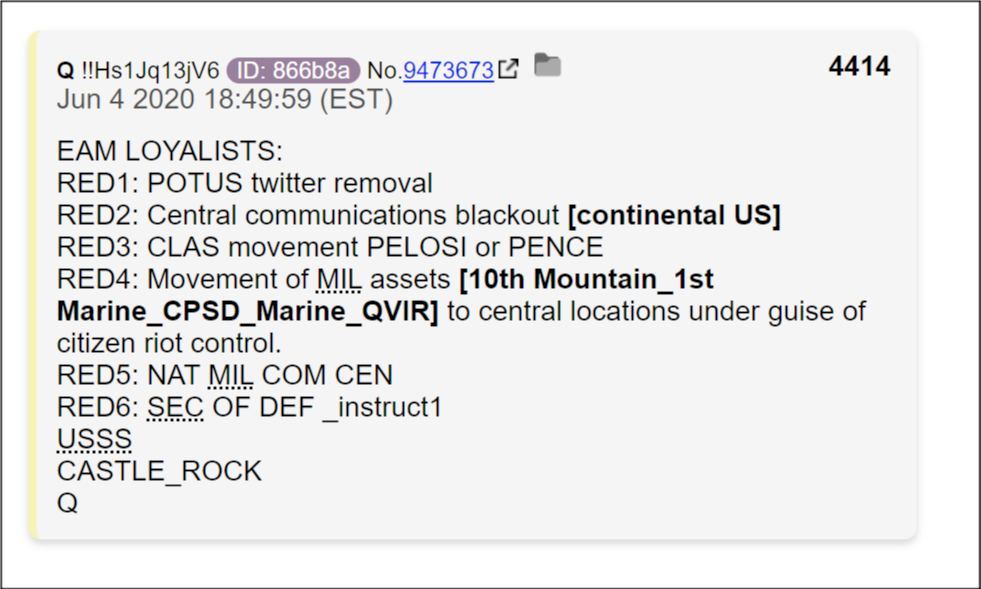 Q !!Hs1Jq13jV6 ID: 866b8a No.9473673 4414
Jun 4 2020 18:49:59 (EST)
EAM LOYALISTS:
RED1: POTUS twitter removal
RED2: Central communications blackout [continental US]
RED3: CLAS movement PELOSI or PENCE
RED4: Movement of MIL assets [10th Mountain_1st
Marine_CPSD_Marine_QVIR] to central locations under guise of
citizen riot control.
RED5: NAT MIL COM CEN
RED6: SEC OF DEF _instruct1
USSS
CASTLE_ROCK
Q